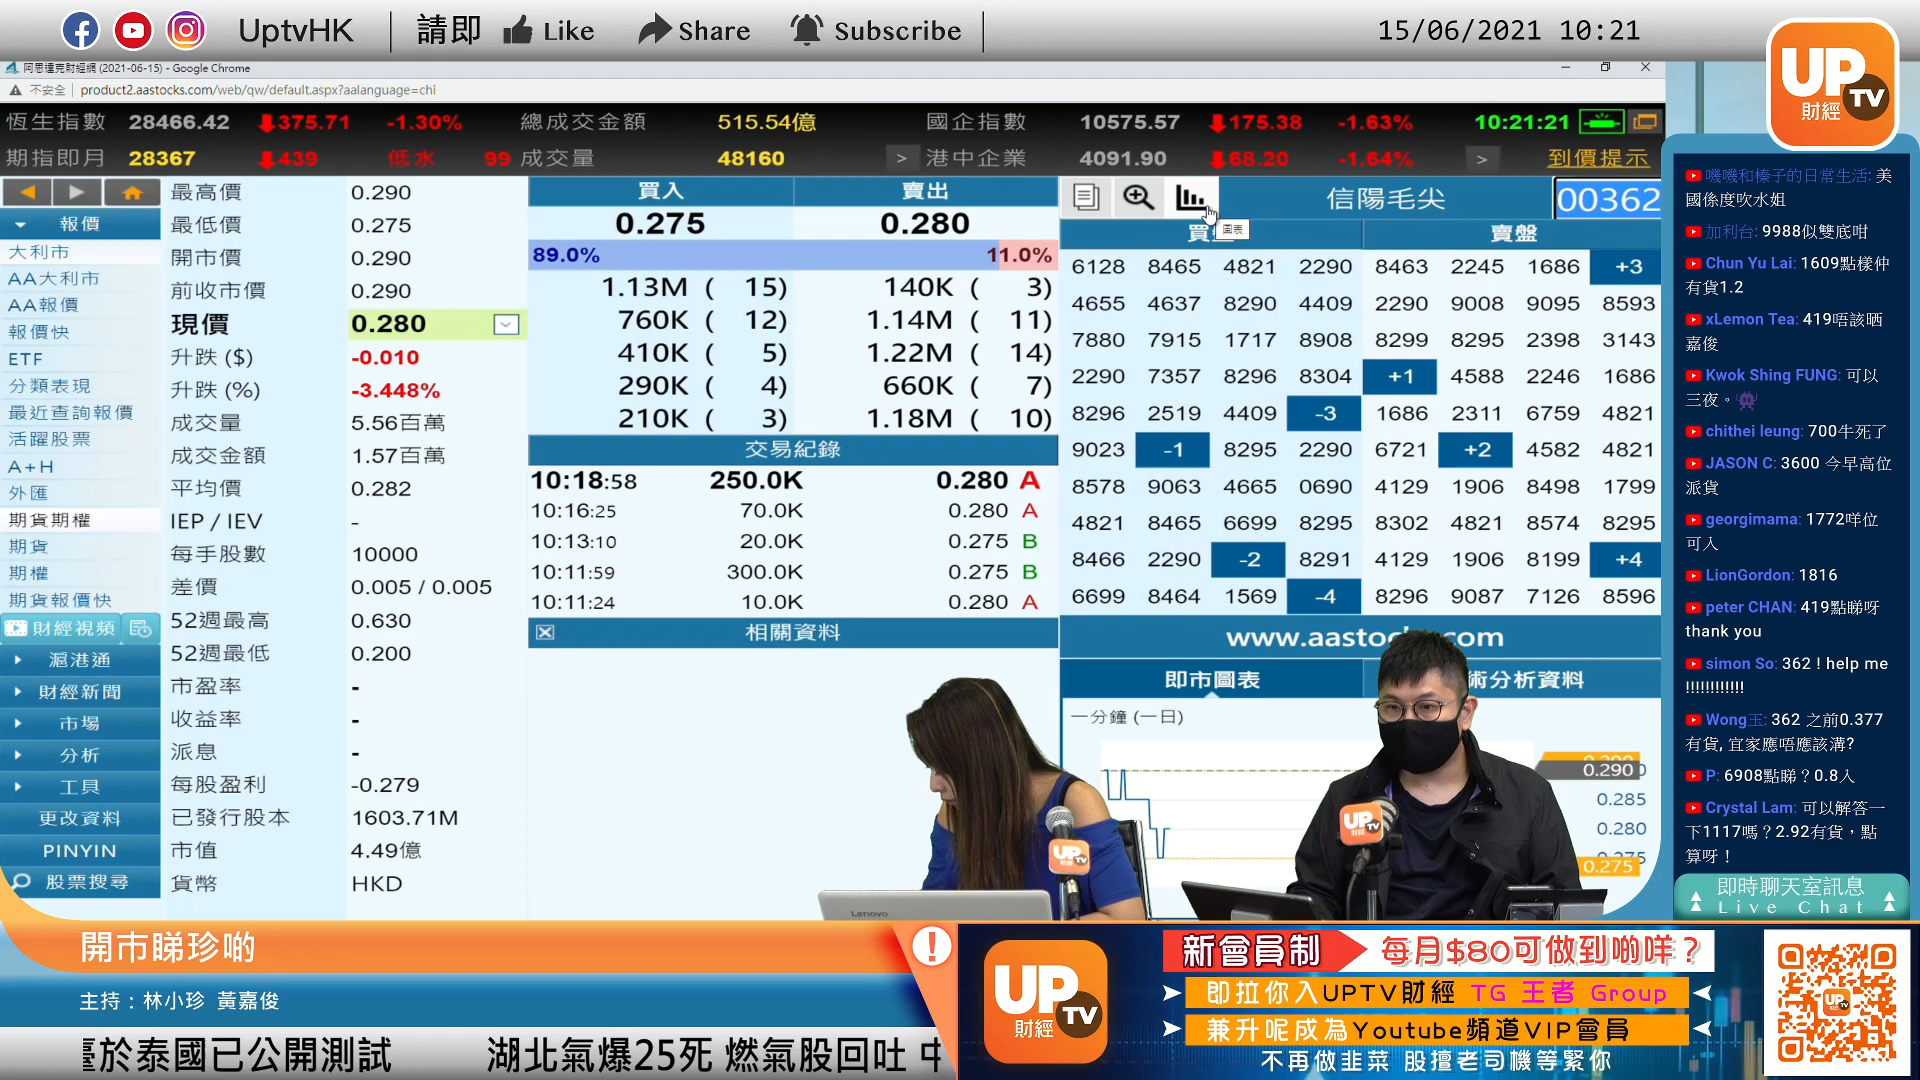 UptvHK 請即 Like Share Subscribe 15/06/2021 10:21
UP TV 財經
阿思達克財經網 (2021-06-15) - Google Chrome
不安全 product2.aastocks.com/web/qw/default.aspx?aalanguage=chi
恆生指數 28466.42 375.71 -1.30% 總成交金額 515.54億 國企指數 10575.57 175.38 -1.63% 10:21:21
期指即月 28367 439 低水 99 成交量 48160 > 港中企業 4091.90 68.20 -1.64% > 到價提示
報價
大利市
AA大利市
AA報價
報價快
ETF
分類表現
最近查詢報價
活躍股票
A+H
外匯
期貨期權
期貨
期權
期貨報價快
財經視頻
滬港通
財經新聞
市場
分析
工具
更改資料
PINYIN
股票搜尋
最高價 0.290
最低價 0.275
開市價 0.290
前收市價 0.290
現價 0.280
升跌 ($) -0.010
升跌 (%) -3.448%
成交量 5.56百萬
成交金額 1.57百萬
平均價 0.282
IEP / IEV -
每手股數 10000
差價 0.005 / 0.005
52週最高 0.630
52週最低 0.200
市盈率 -
收益率 -
派息 -
每股盈利 -0.279
已發行股本 1603.71M
市值 4.49億
貨幣 HKD
買入 賣出
0.275 0.280
89.0% 11.0%
1.13M ( 15) 140K ( 3)
760K ( 12) 1.14M ( 11)
410K ( 5) 1.22M ( 14)
290K ( 4) 660K ( 7)
210K ( 3) 1.18M ( 10)
交易紀錄
10:18:58 250.0K 0.280 A
10:16:25 70.0K 0.280 A
10:13:10 20.0K 0.275 B
10:11:59 300.0K 0.275 B
10:11:24 10.0K 0.280 A
相關資料
信陽毛尖 00362
圖表
買 賣盤
6128 8465 4821 2290 8463 2245 1686 +3
4655 4637 8290 4409 2290 9008 9095 8593
7880 7915 1717 8908 8299 8295 2398 3143
2290 7357 8296 8304 +1 4588 2246 1686
8296 2519 4409 -3 1686 2311 6759 4821
9023 -1 8295 2290 6721 +2 4582 4821
8578 9063 4665 0690 4129 1906 8498 1799
4821 8465 6699 8295 8302 4821 8574 8295
8466 2290 -2 8291 4129 1906 8199 +4
6699 8464 1569 -4 8296 9087 7126 8596
www.aastocks.com
即市圖表 術分析資料
一分鐘 (一日)
0.290
0.285
0.280
0.275
UP TV 財經
UP TV 財經
Lenovo
嘰嘰和榛子的日常生活: 美
國係度吹水姐
加利台: 9988似雙底咁
Chun Yu Lai: 1609點樣仲
有貨1.2
xLemon Tea: 419唔該晒
嘉俊
Kwok Shing FUNG: 可以
三夜。
chithei leung: 700牛死了
JASON C: 3600 今早高位
派貨
georgimama: 1772咩位
可入
LionGordon: 1816
peter CHAN: 419點睇呀
thank you
simon So: 362 ! help me
!!!!!!!!!!!!
Wong玉: 362 之前0.377
有貨, 宜家應唔應該溝?
P: 6908點睇？0.8入
Crystal Lam: 可以解答一
下1117嗎？2.92有貨，點
算呀！
即時聊天室訊息
Live Chat
開市睇珍啲
主持 : 林小珍 黃嘉俊
臺於泰國已公開測試 湖北氣爆25死 燃氣股回吐
UP TV 財經
新會員制 每月$80可做到啲咩？
即拉你入UPTV財經 TG 王者 Group
兼升呢成為Youtube頻道VIP會員
不再做韭菜 股擅老司機等緊你
UP TV